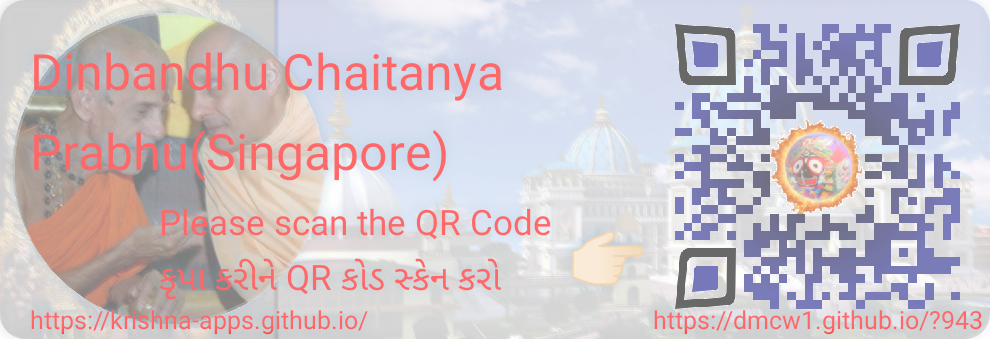 Dinbandhu Chaitanya
Prabhu(Singapore)
Please scan the QR Code
કૃપા કરીને QR કોડ સ્કેન કરો
https://krishna-apps.github.io/
https://dmcw1.github.io/?943